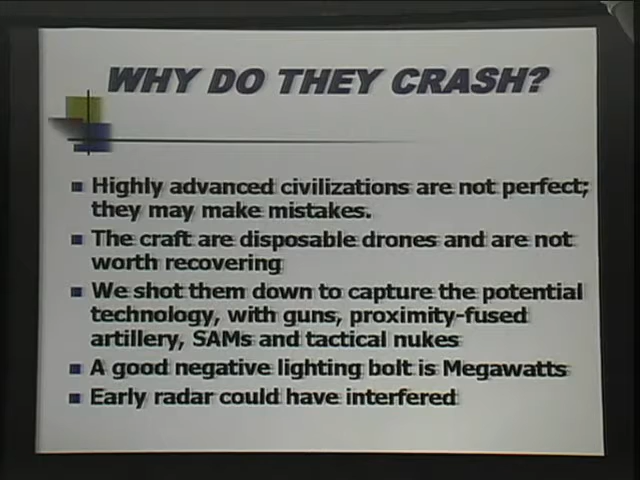 WHY DO THEY CRASH?
Highly advanced civilizations are not perfect;
they may make mistakes.
The craft are disposable drones and are not
worth recovering
We shot them down to capture the potential
technology, with guns, proximity-fused
artillery, SAMs and tactical nukes
A good negative lighting bolt is Megawatts
Early radar could have interfered